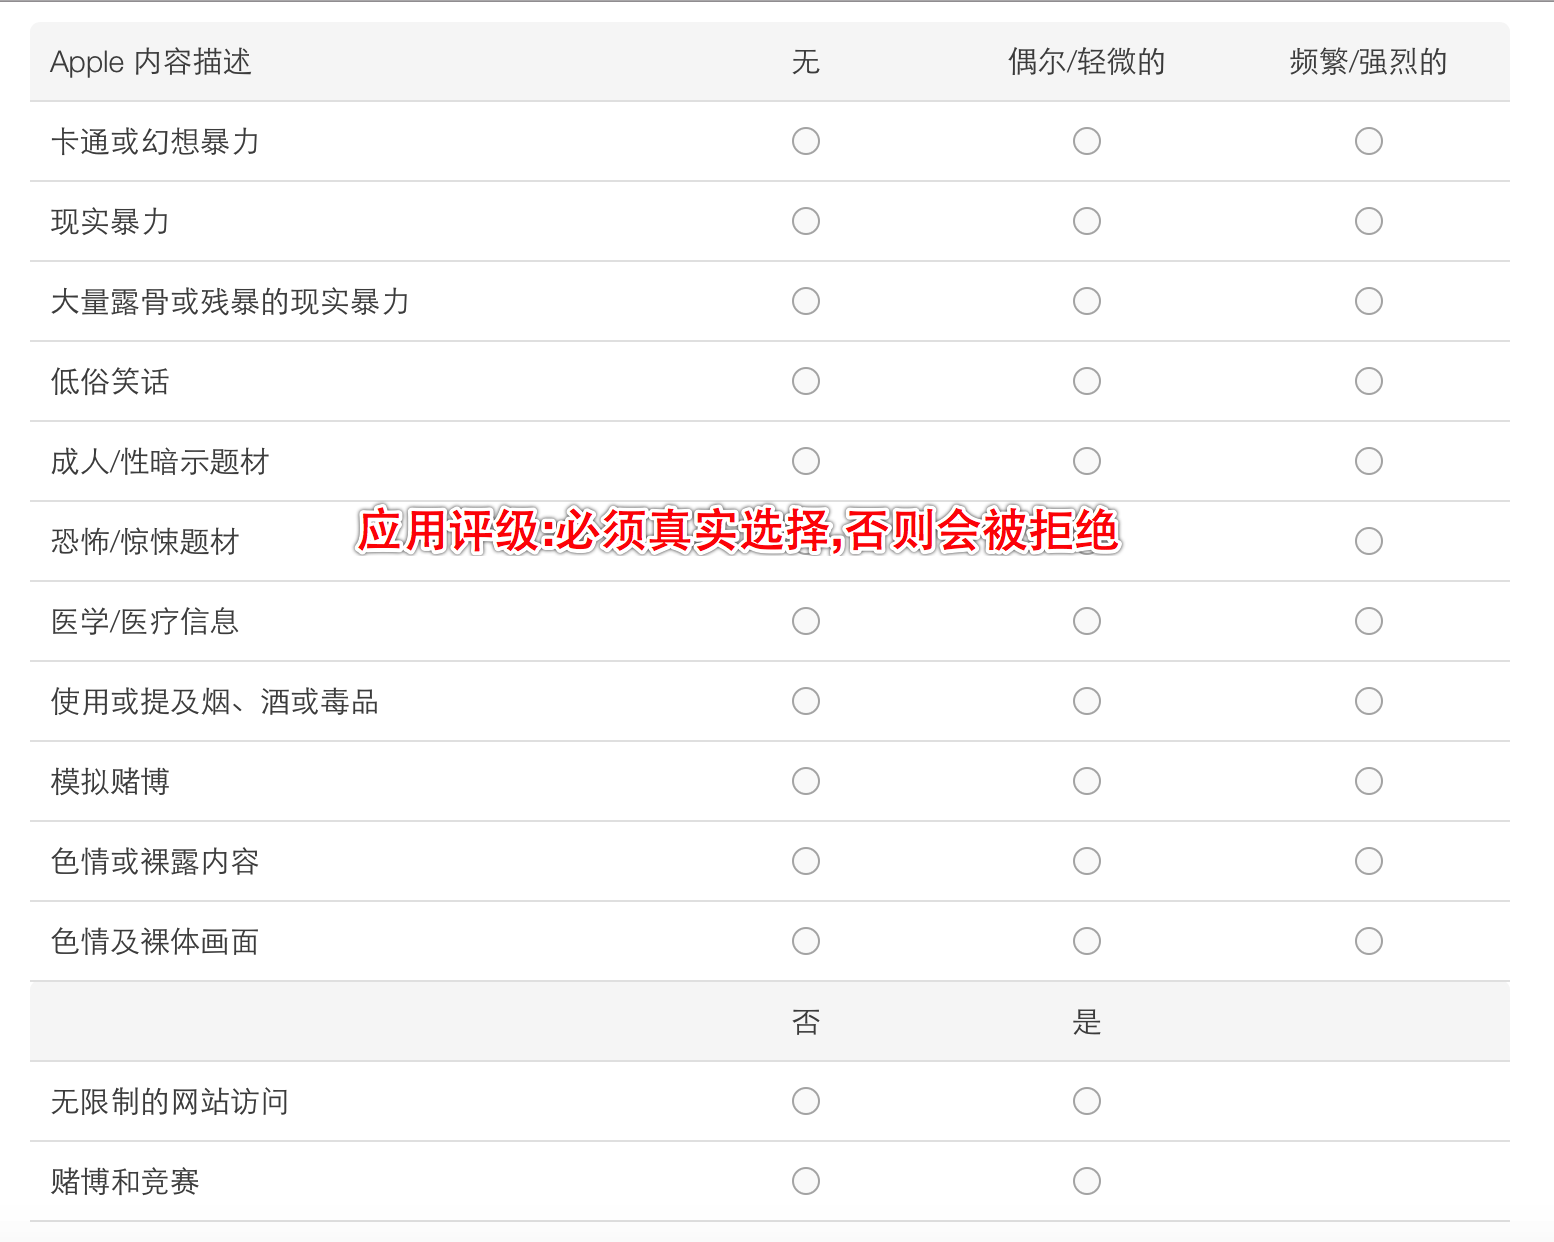 Apple 内容描述 无 偶尔/轻微的 频繁/强烈的
卡通或幻想暴力
现实暴力
大量露骨或残暴的现实暴力
低俗笑话
成人/性暗示题材
应用评级:必须真实选择,否则会被拒绝
恐怖/惊悚题材
医学/医疗信息
使用或提及烟、酒或毒品
模拟赌博
色情或裸露内容
色情及裸体画面
否 是
无限制的网站访问
赌博和竞赛